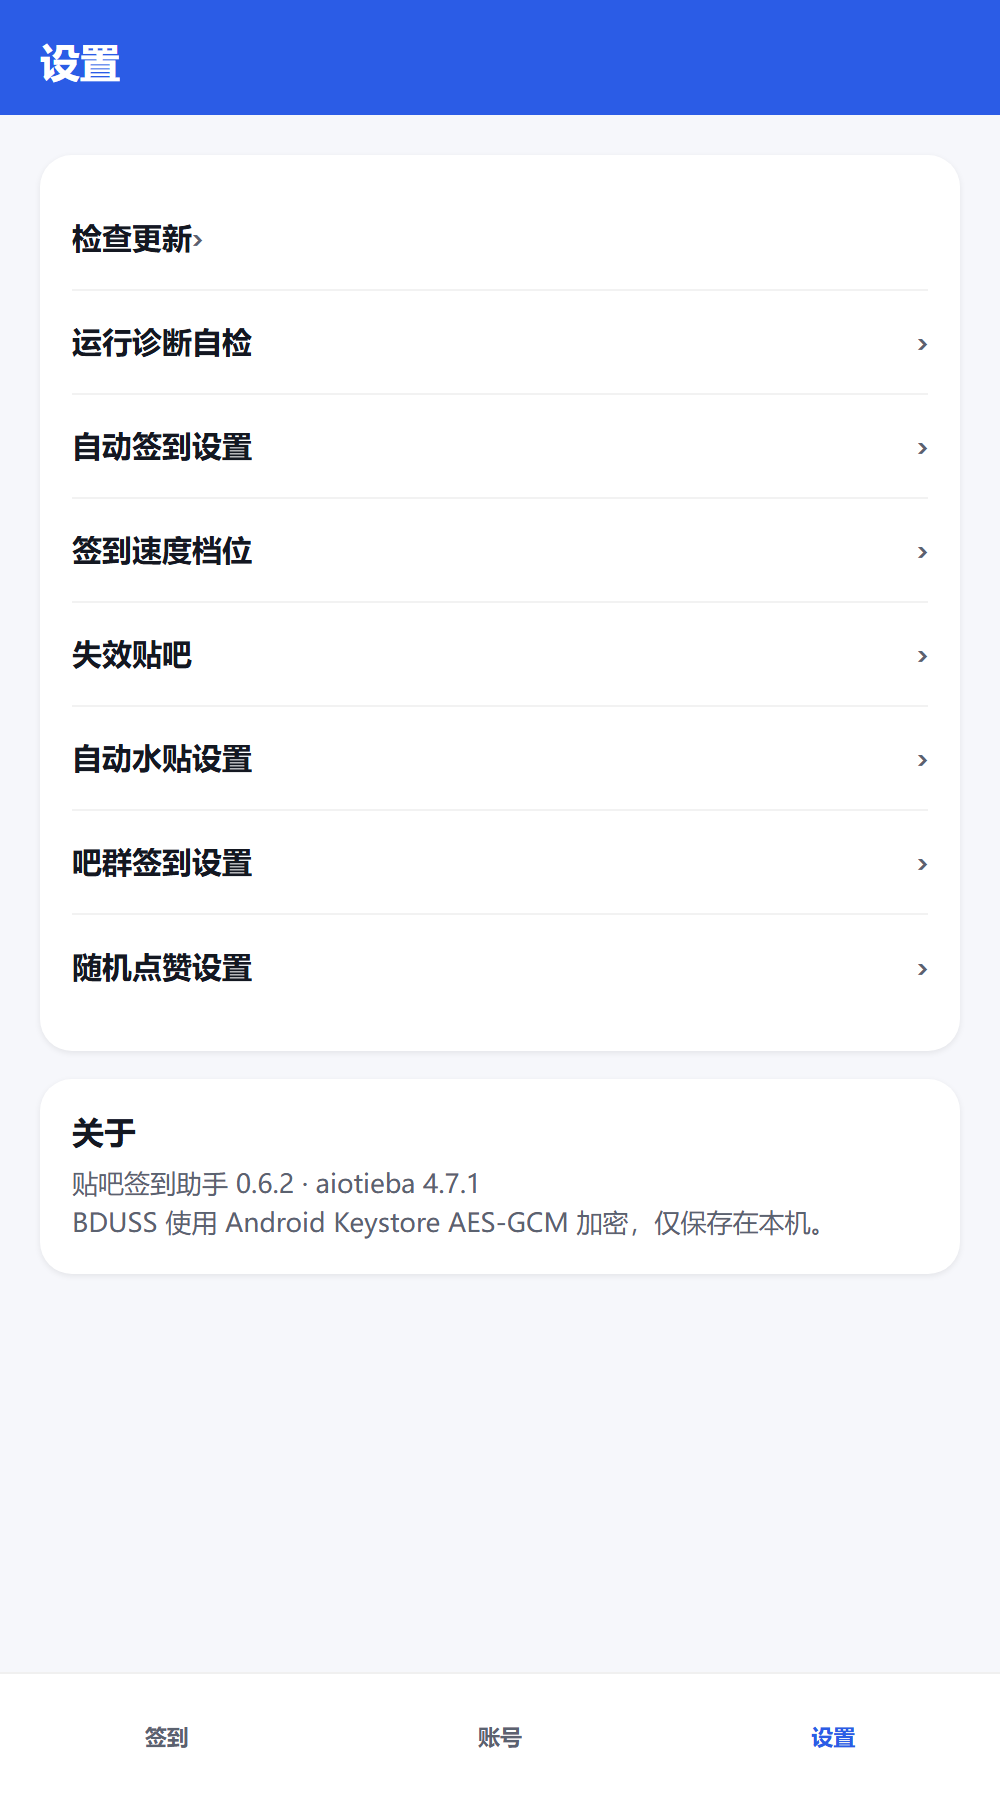 设置
检查更新›
运行诊断自检 ›
自动签到设置 ›
签到速度档位 ›
失效贴吧 ›
自动水贴设置 ›
吧群签到设置 ›
随机点赞设置 ›
关于
贴吧签到助手 0.6.2 · aiotieba 4.7.1
BDUSS 使用 Android Keystore AES-GCM 加密，仅保存在本机。
签到 账号 设置